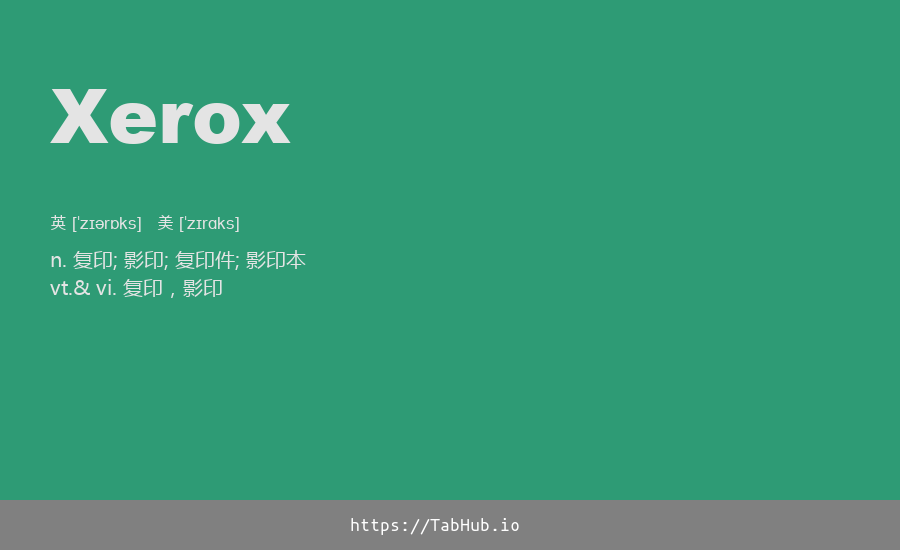 Xerox
英 [ˈzɪərɒks] 美 [ˈzɪrɑks]
n. 复印; 影印; 复印件; 影印本
vt.& vi. 复印，影印
https://TabHub.io